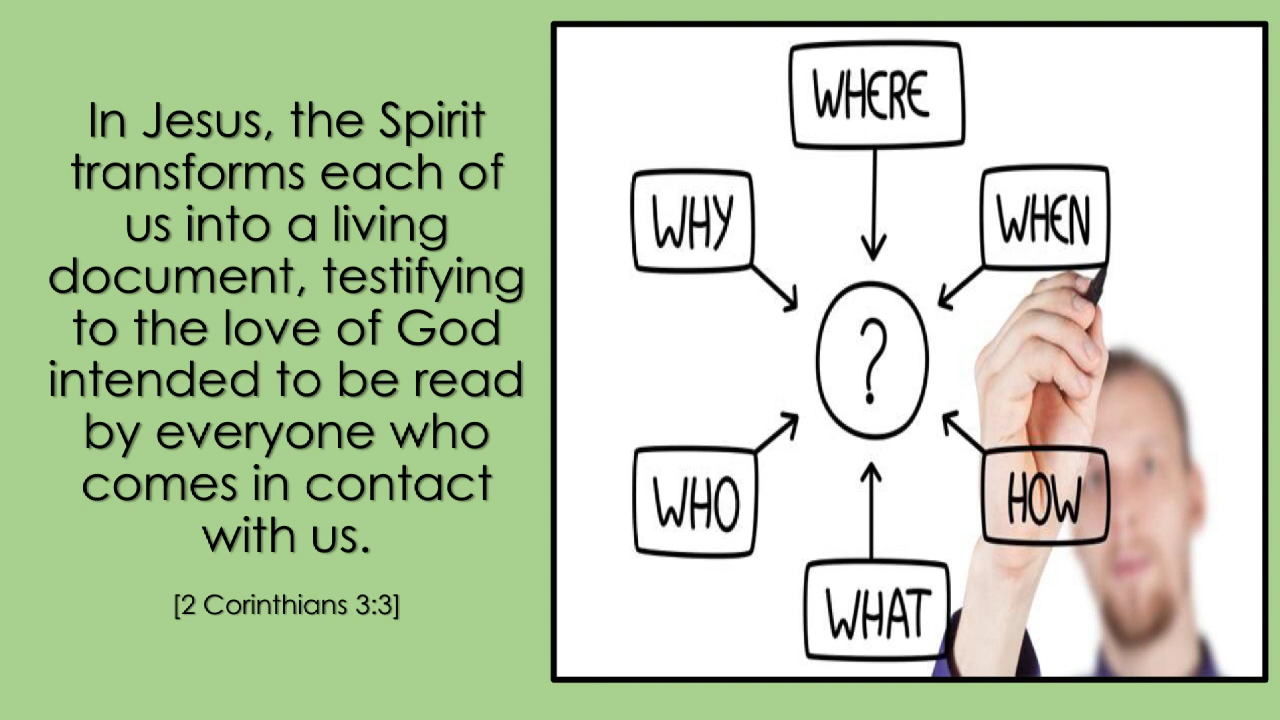 In Jesus, the Spirit
transforms each of
us into a living
document, testifying
to the love of God
intended to be read
by everyone who
comes in contact
with us.
[2 Corinthians 3:3]
WHERE
WHY
WHEN
?
WHO
HOW
WHAT